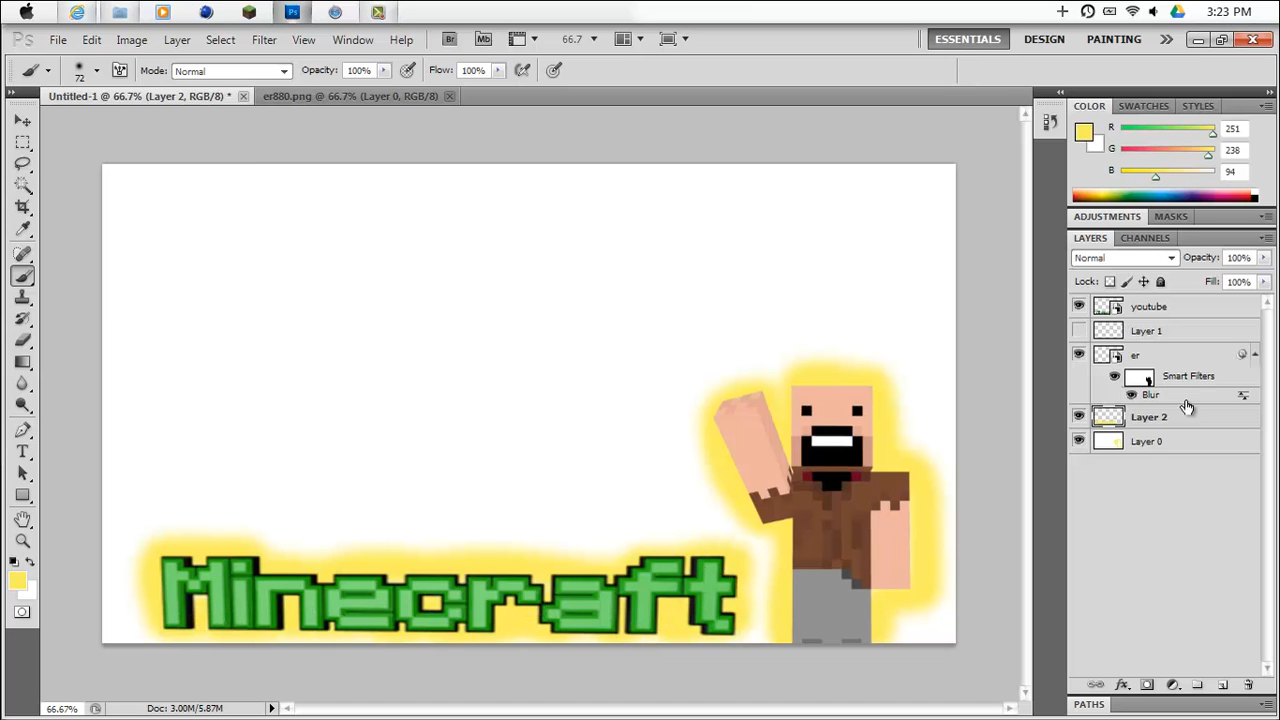 3:23 PM
Ps File Edit Image Layer Select Filter View Window Help Br Mb 66.7 ESSENTIALS DESIGN PAINTING
72 Mode: Normal Opacity: 100% Flow: 100%
Untitled-1 @ 66.7% (Layer 2, RGB/8) * er880.png @ 66.7% (Layer 0, RGB/8)
COLOR SWATCHES STYLES
R 251
G 238
B 94
ADJUSTMENTS MASKS
LAYERS CHANNELS
Normal Opacity: 100%
Lock: Fill: 100%
youtube
Layer 1
er
Smart Filters
Blur
Layer 2
Layer 0
Minecraft
T
66.67% Doc: 3.00M/5.87M
fx
PATHS